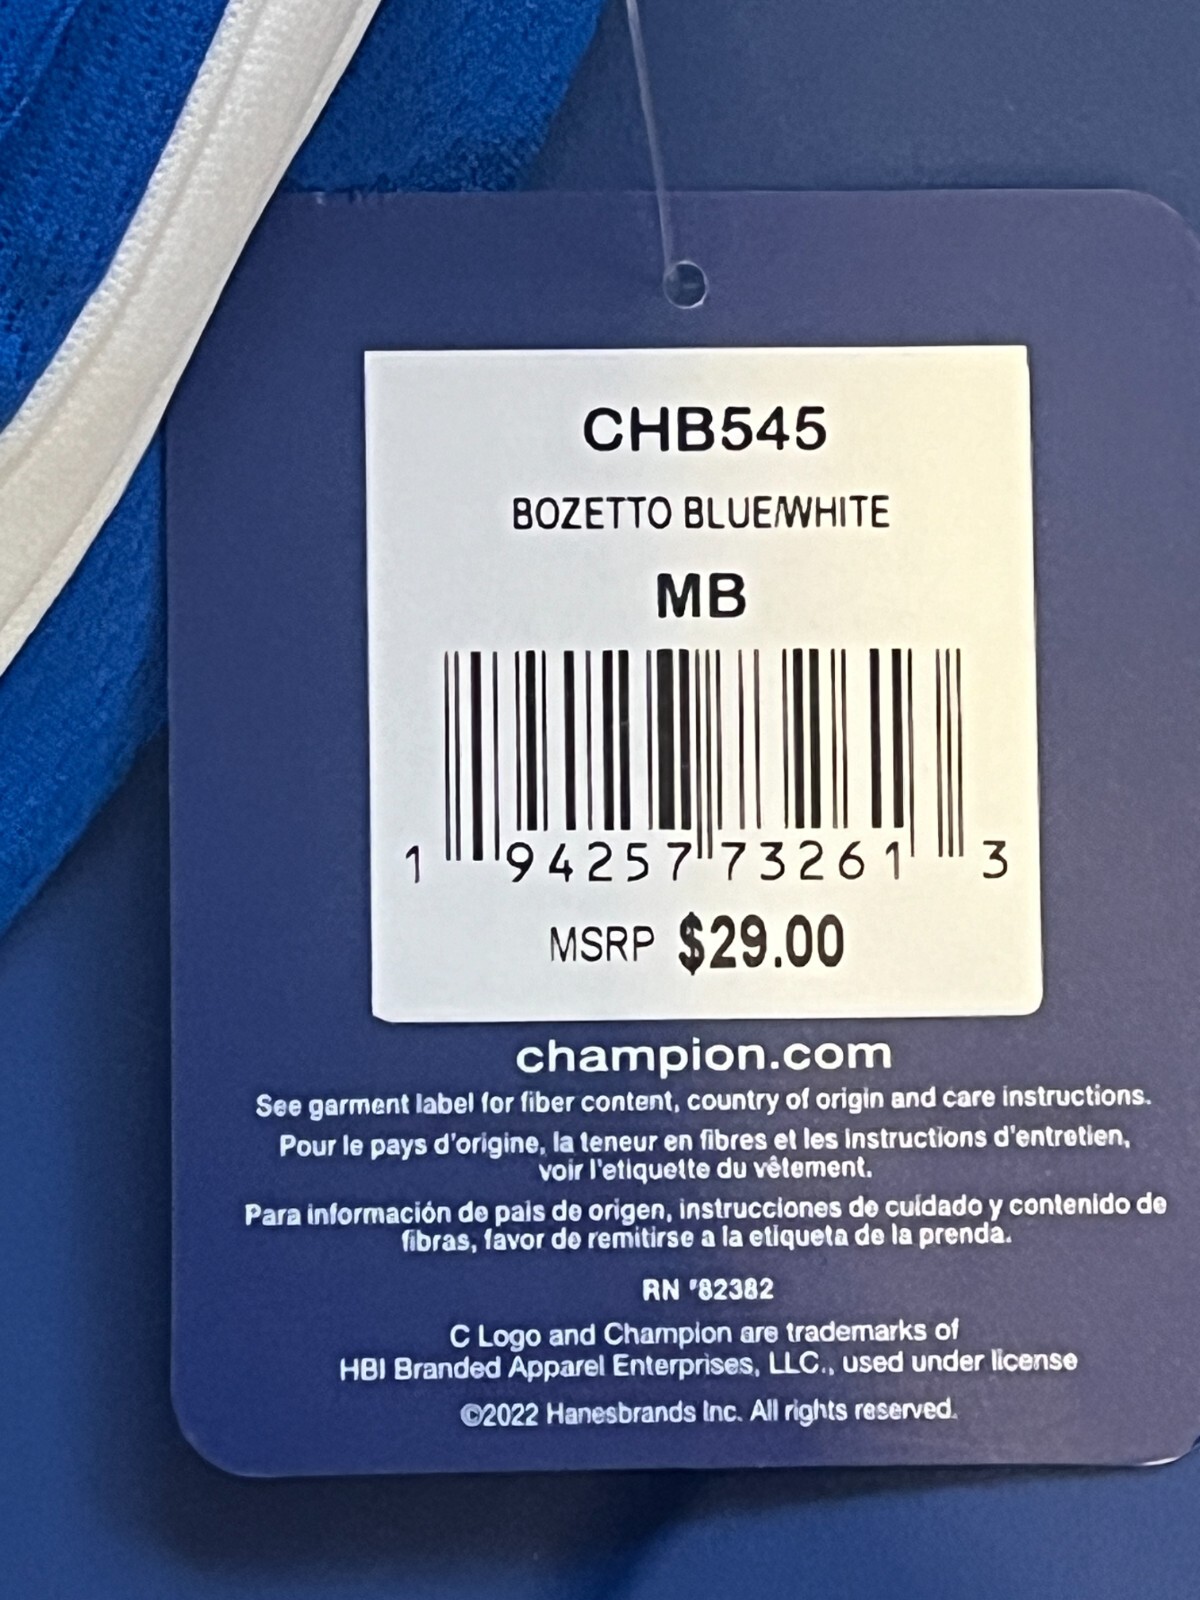 CHB545
BOZETTO BLUE/WHITE
MB
1 94257 73261 3
MSRP $29.00
champion.com
See garment label for fiber content, country of origin and care instructions.
Pour le pays d'origine, la teneur en fibres et les instructions d'entretien,
voir l'etiquette du vêtement.
Para información de pais de origen, instrucciones de cuidado y contenido de
fibras, favor de remitirse a la etiqueta de la prenda.
RN #82382
C Logo and Champion are trademarks of
HBI Branded Apparel Enterprises, LLC., used under license
©2022 Hanesbrands Inc. All rights reserved.